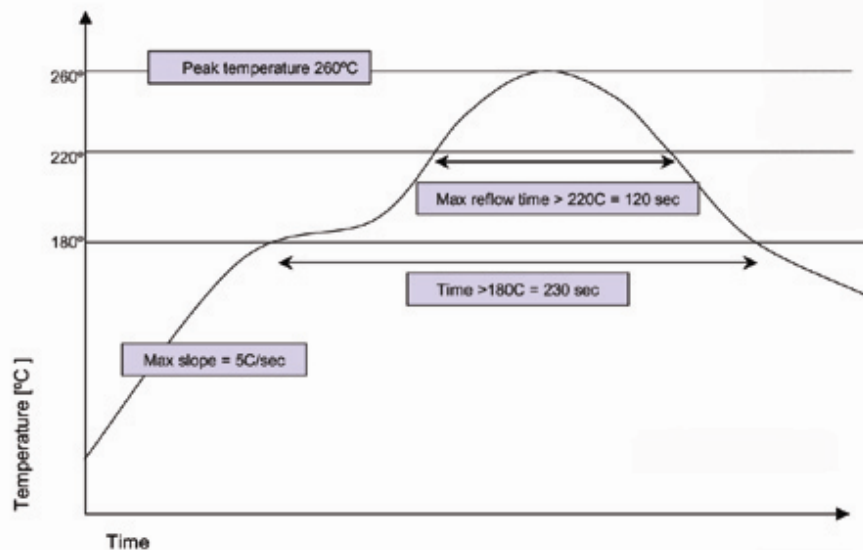 260º
Peak temperature 260ºC
220º
Max reflow time > 220C = 120 sec
180º
Time >180C = 230 sec
Max slope = 5C/sec
Temperature [ºC ]
Time